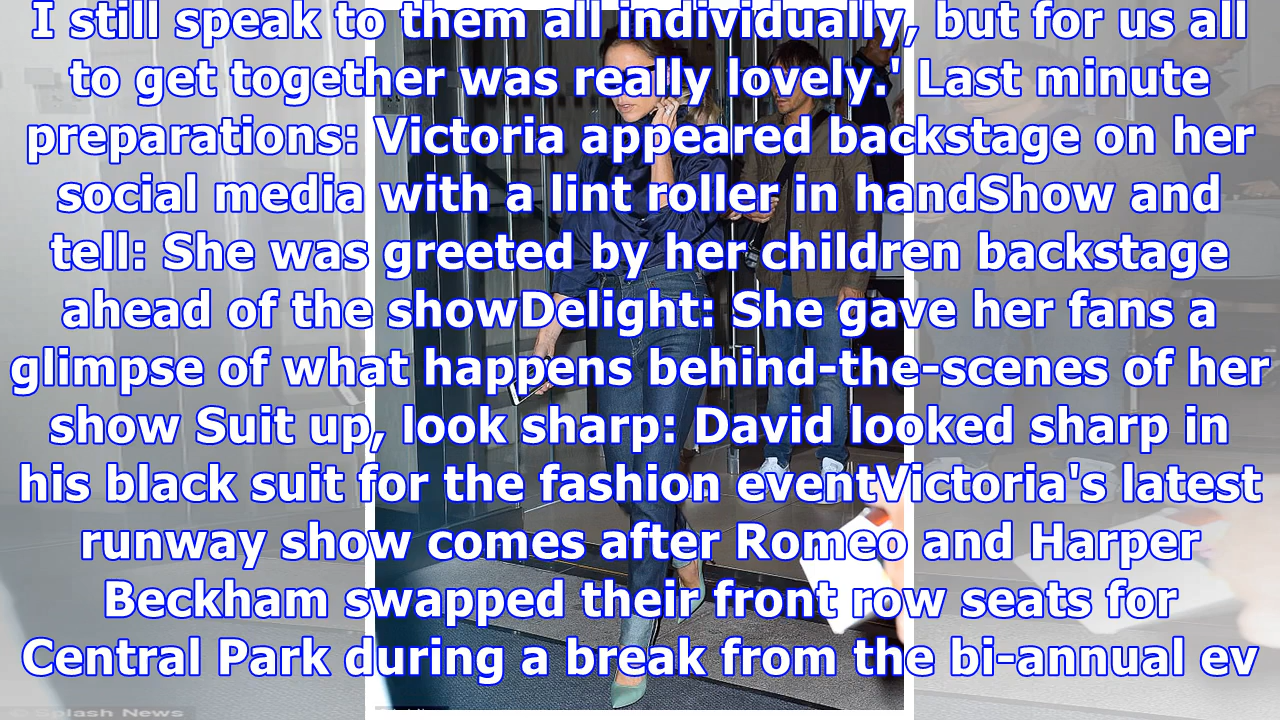 I still speak to them all individually, but for us all
to get together was really lovely.' Last minute
preparations: Victoria appeared backstage on her
social media with a lint roller in handShow and
tell: She was greeted by her children backstage
ahead of the showDelight: She gave her fans a
glimpse of what happens behind-the-scenes of her
show Suit up, look sharp: David looked sharp in
his black suit for the fashion eventVictoria's latest
runway show comes after Romeo and Harper
Beckham swapped their front row seats for
Central Park during a break from the bi-annual ev
Splash News